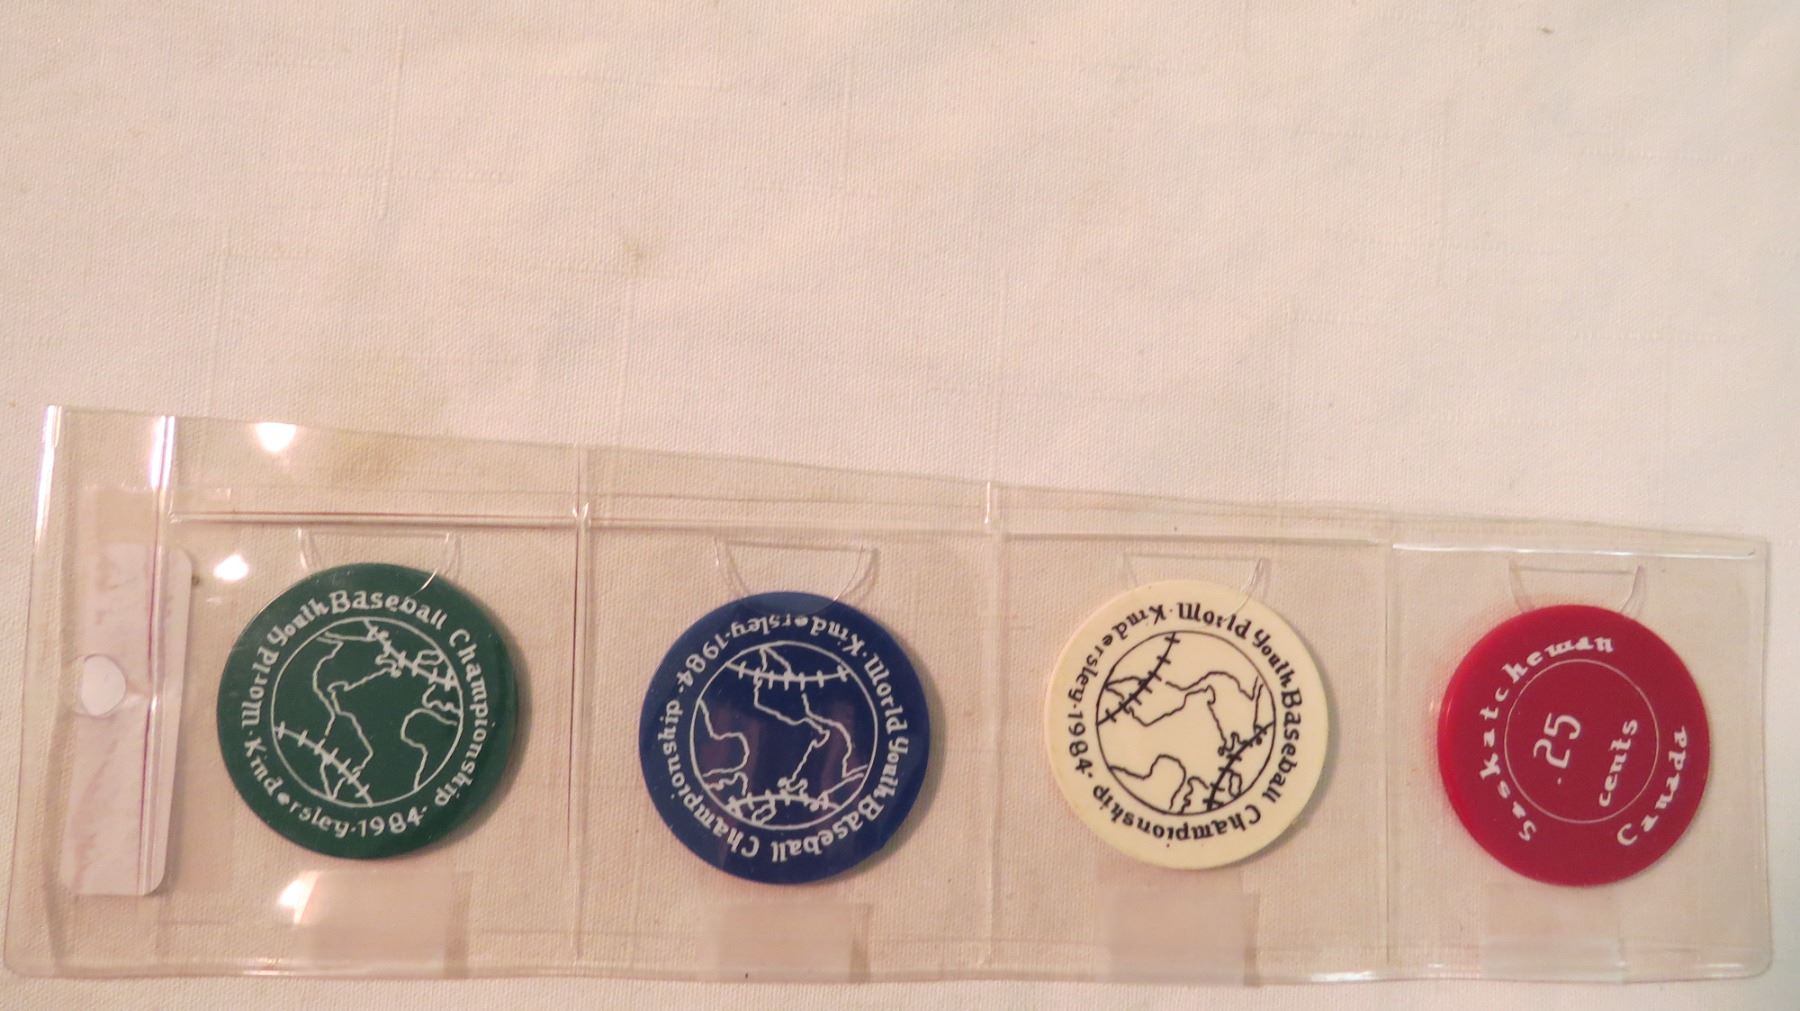 World Youth Baseball Championship · Kindersley · 1984 ·
World Youth Baseball Championship · Kindersley · 1984 ·
World Youth Baseball Championship · Kindersley · 1984 ·
Saskatchewan
.25
cents
Canada